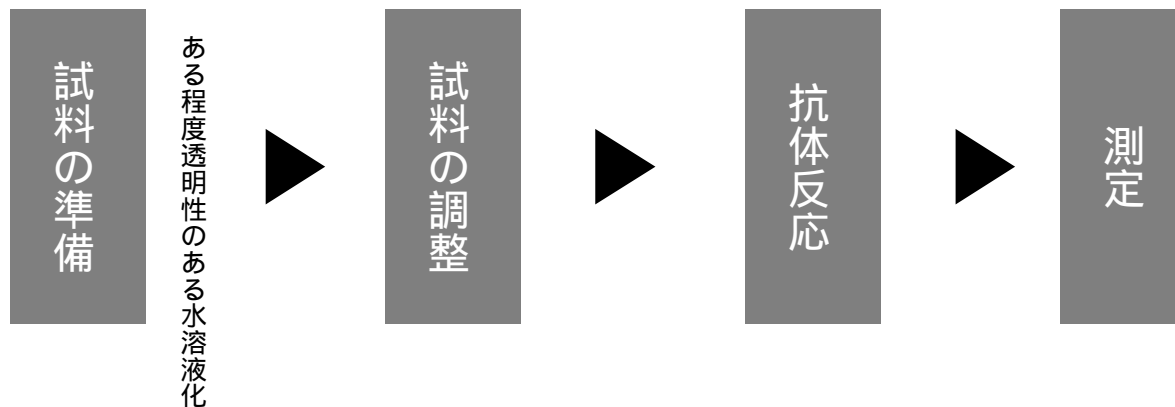 試料の準備
ある程度透明性のある水溶液化
試料の調整
抗体反応
測定